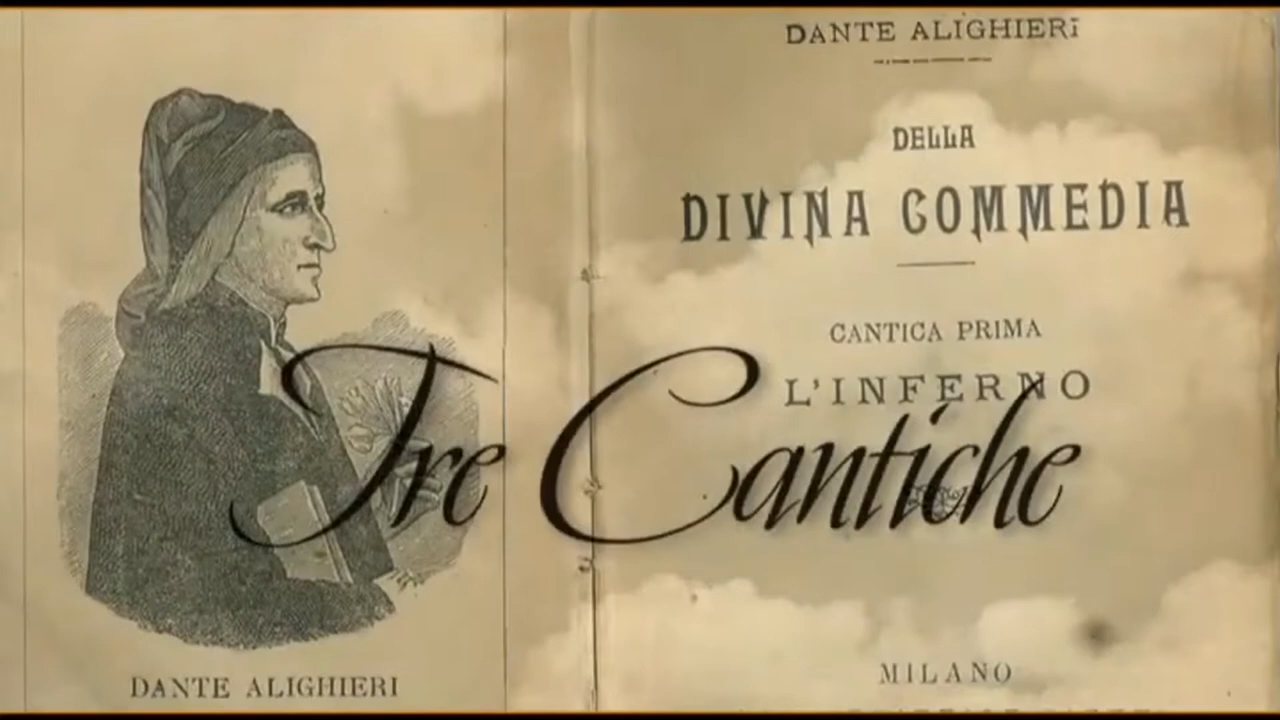 DANTE ALIGHIERI
DELLA
DIVINA COMMEDIA
CANTICA PRIMA
L'INFERNO
Tre Cantiche
DANTE ALIGHIERI
MILANO